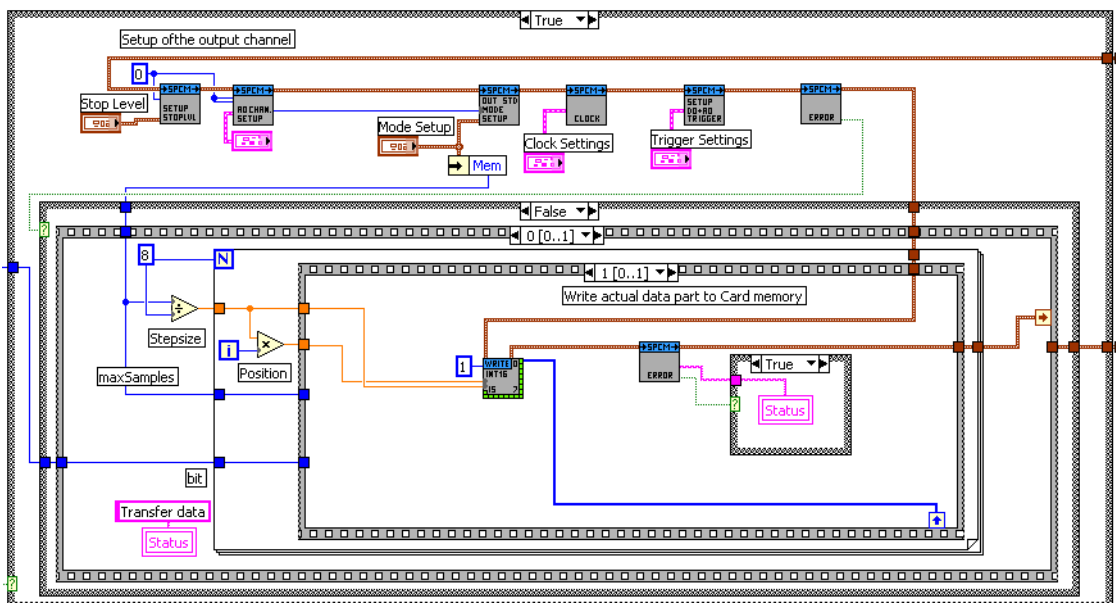 True
Setup ofthe output channel
0
SPCM
SETUP
STOPLVL
SPCM
AO CHAN.
SETUP
SPCM
OUT STD
MODE
SETUP
SPCM
CLOCK
SPCM
SETUP
DO+AO
TRIGGER
SPCM
ERROR
Stop Level
Mode Setup
Clock Settings
Trigger Settings
Mem
False
?
0 [0..1]
8
N
1 [0..1]
Write actual data part to Card memory
÷
Stepsize
i
×
Position
maxSamples
1
WRITE
INT16
SPCM
ERROR
True
?
Status
bit
Transfer data
Status
?